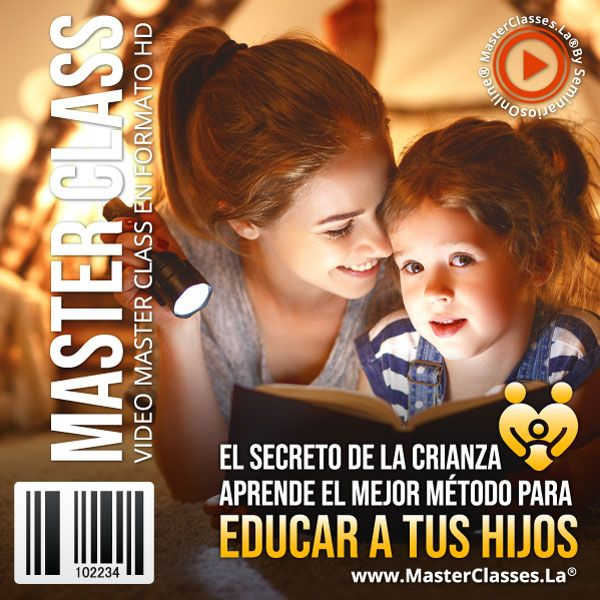 MASTER CLASS
VIDEO MASTER CLASS EN FORMATO HD
MasterClasses.La® By SeminariosOnline®
EL SECRETO DE LA CRIANZA
APRENDE EL MEJOR MÉTODO PARA
EDUCAR A TUS HIJOS
www.MasterClasses.La®
102234